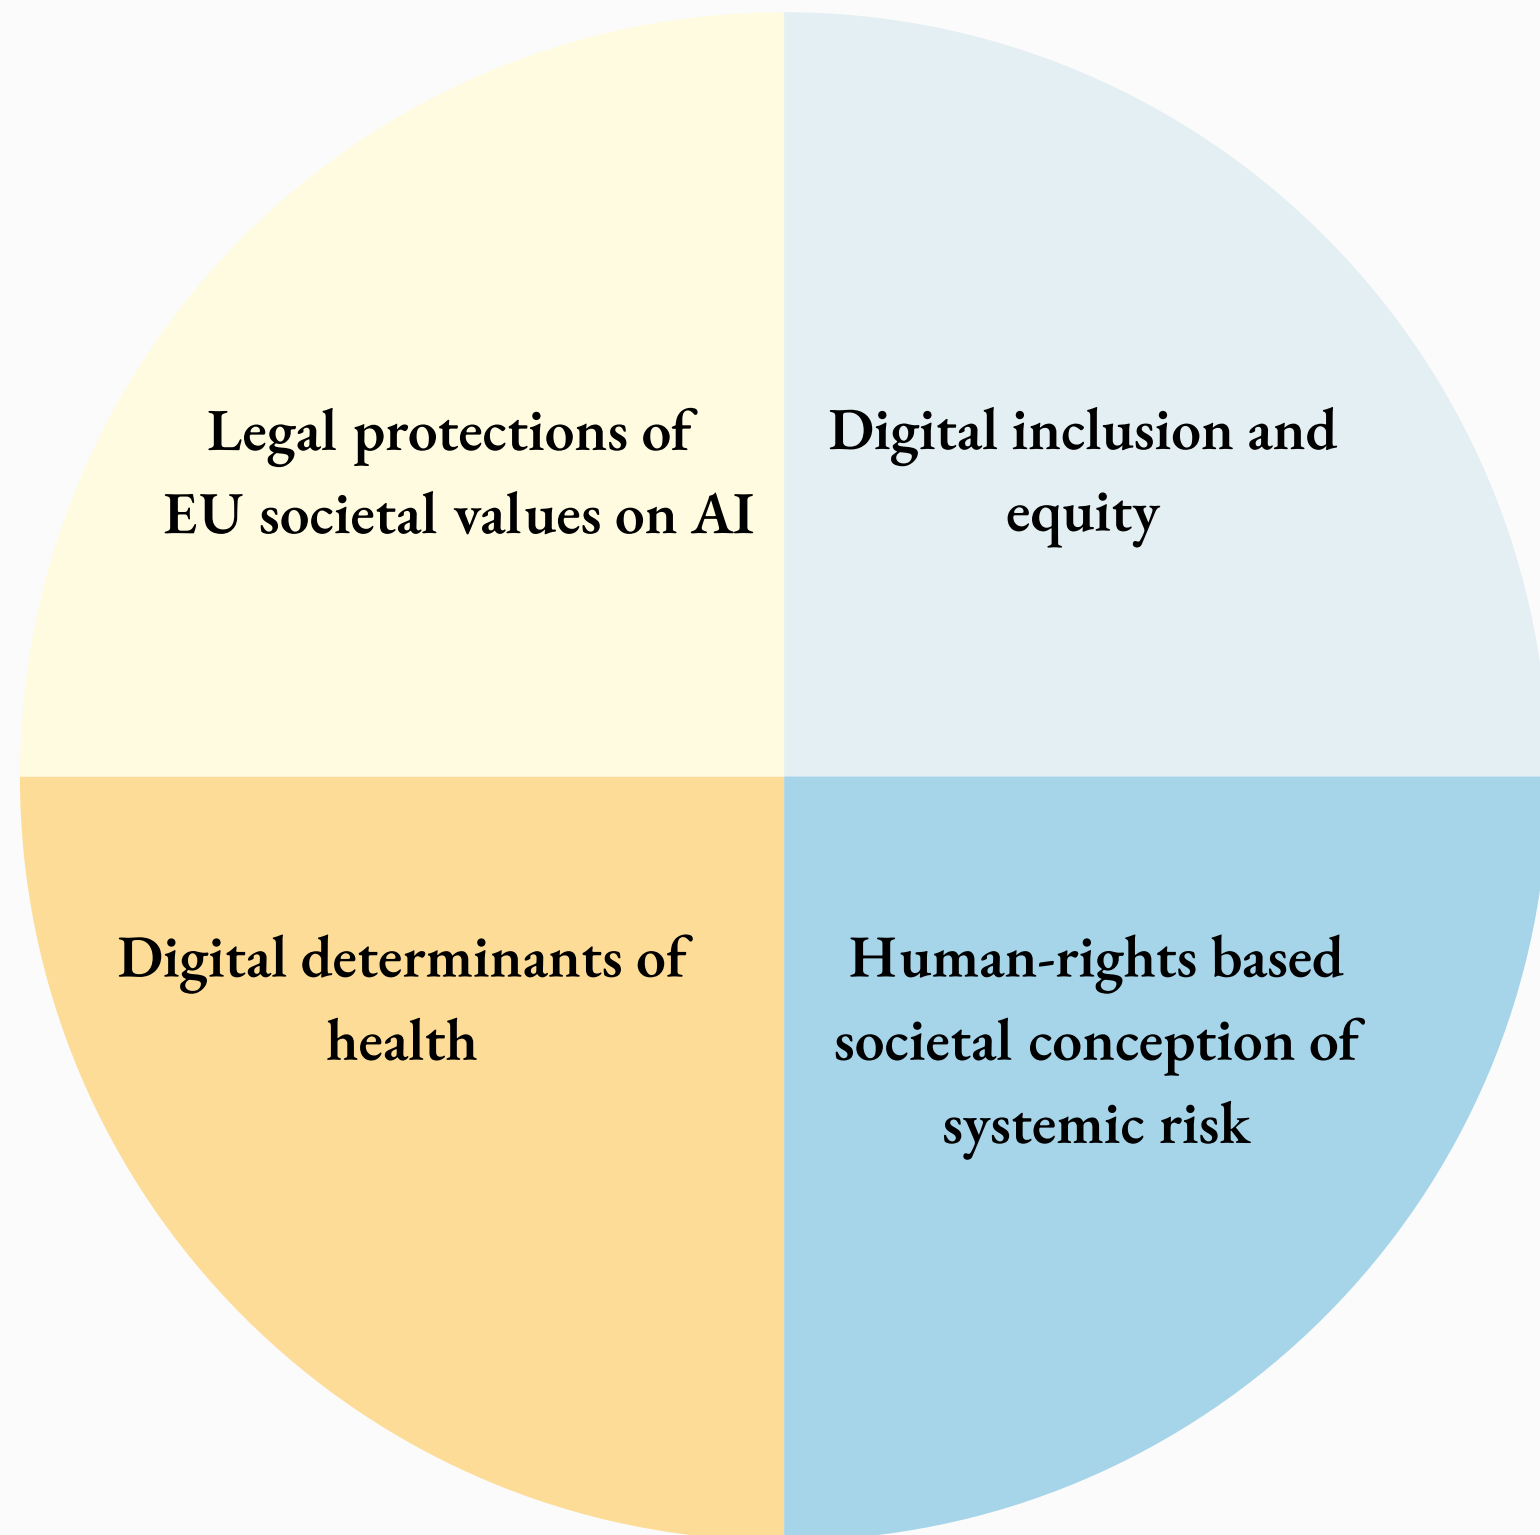 Legal protections of
EU societal values on AI
Digital inclusion and
equity
Digital determinants of
health
Human-rights based
societal conception of
systemic risk